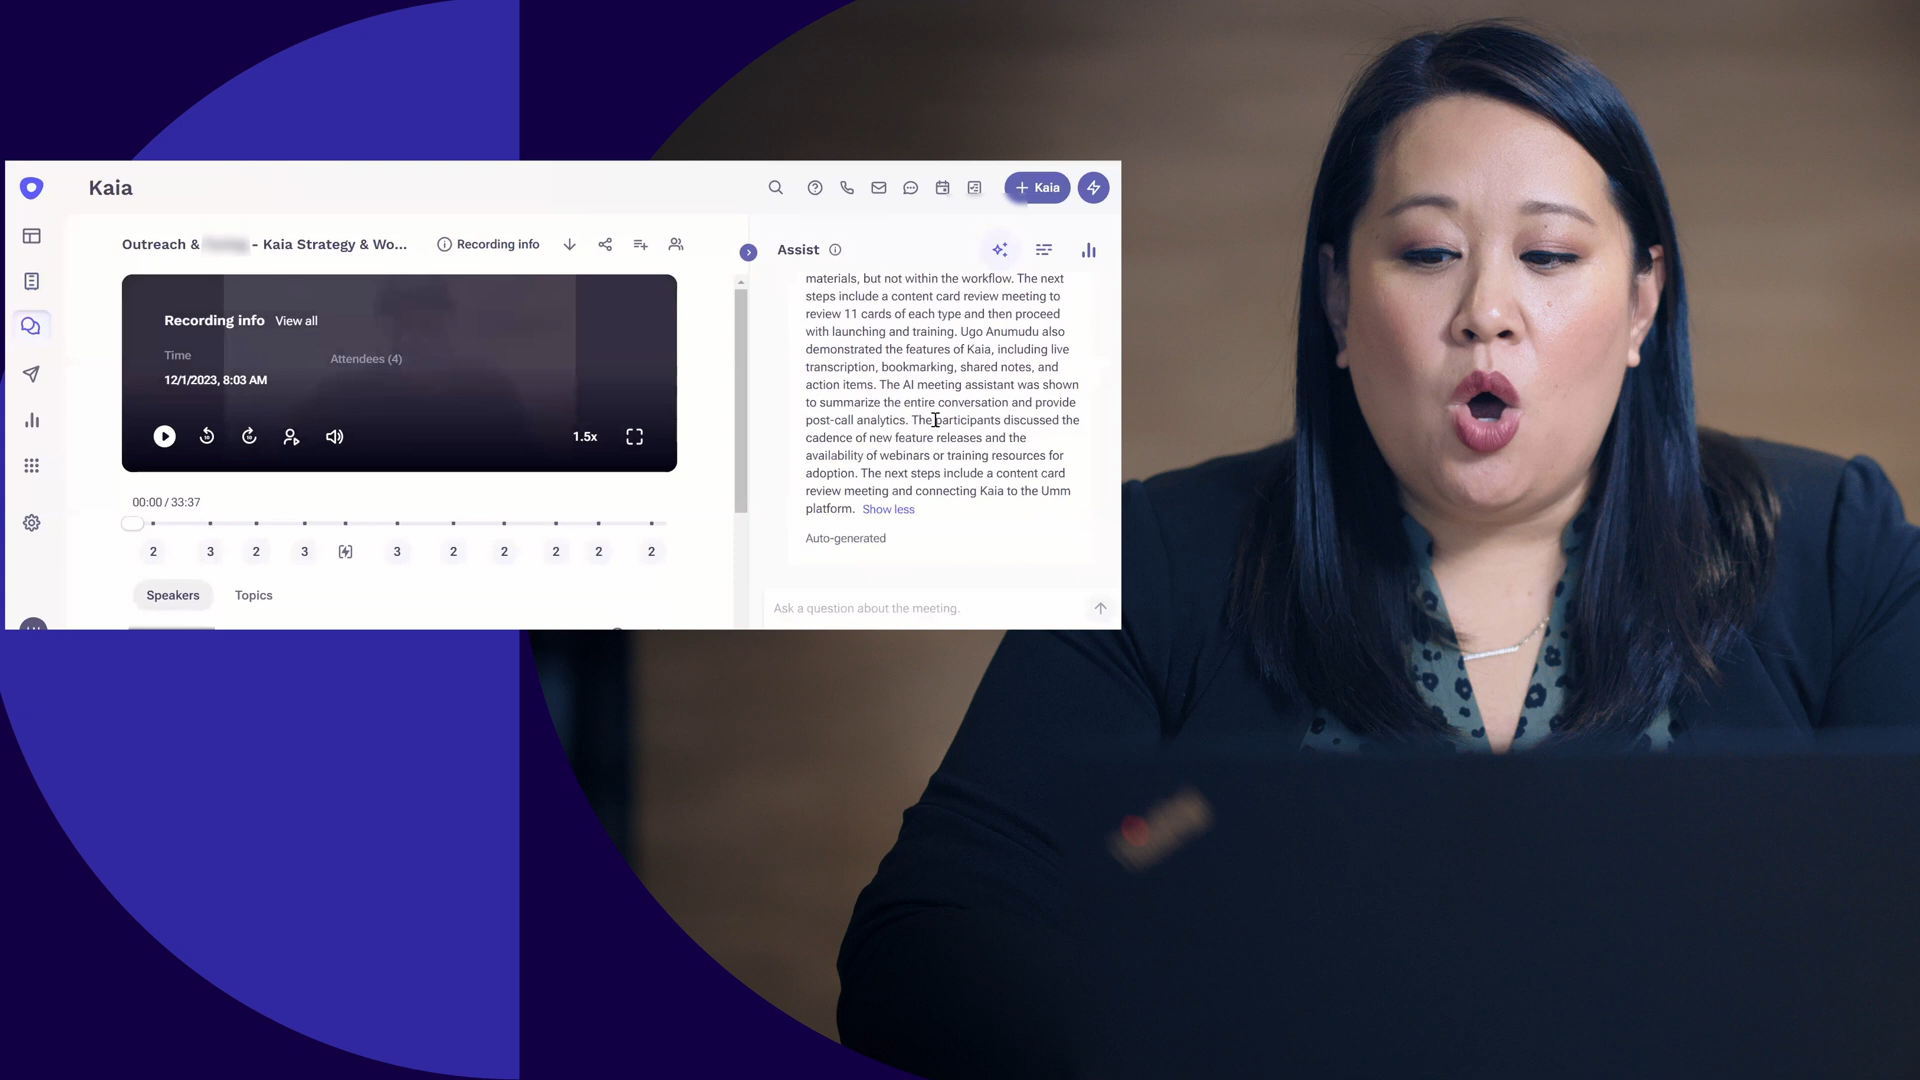 Kaia
+ Kaia
Outreach & - Kaia Strategy & Wo...
Recording info
Recording info View all
Time
Attendees (4)
12/1/2023, 8:03 AM
10
10
1.5x
00:00 / 33:37
2 3 2 3 3 2 2 2 2 2
Speakers
Topics
Assist
materials, but not within the workflow. The next
steps include a content card review meeting to
review 11 cards of each type and then proceed
with launching and training. Ugo Anumudu also
demonstrated the features of Kaia, including live
transcription, bookmarking, shared notes, and
action items. The AI meeting assistant was shown
to summarize the entire conversation and provide
post-call analytics. The participants discussed the
cadence of new feature releases and the
availability of webinars or training resources for
adoption. The next steps include a content card
review meeting and connecting Kaia to the Umm
platform. Show less
Auto-generated
Ask a question about the meeting.